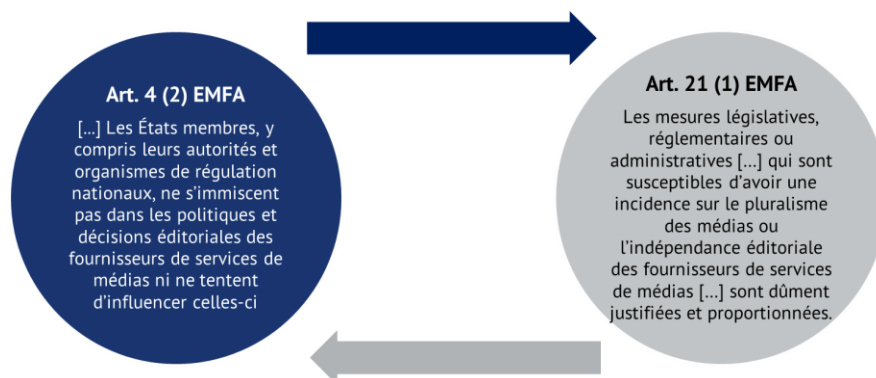 Art. 4 (2) EMFA
[...] Les États membres, y
compris leurs autorités et
organismes de régulation
nationaux, ne s'immiscent
pas dans les politiques et
décisions éditoriales des
fournisseurs de services de
médias ni ne tentent
d'influencer celles-ci
Art. 21 (1) EMFA
Les mesures législatives,
réglementaires ou
administratives [...] qui sont
susceptibles d'avoir une
incidence sur le pluralisme
des médias ou
l'indépendance éditoriale
des fournisseurs de services
de médias [...] sont dûment
justifiées et proportionnées.